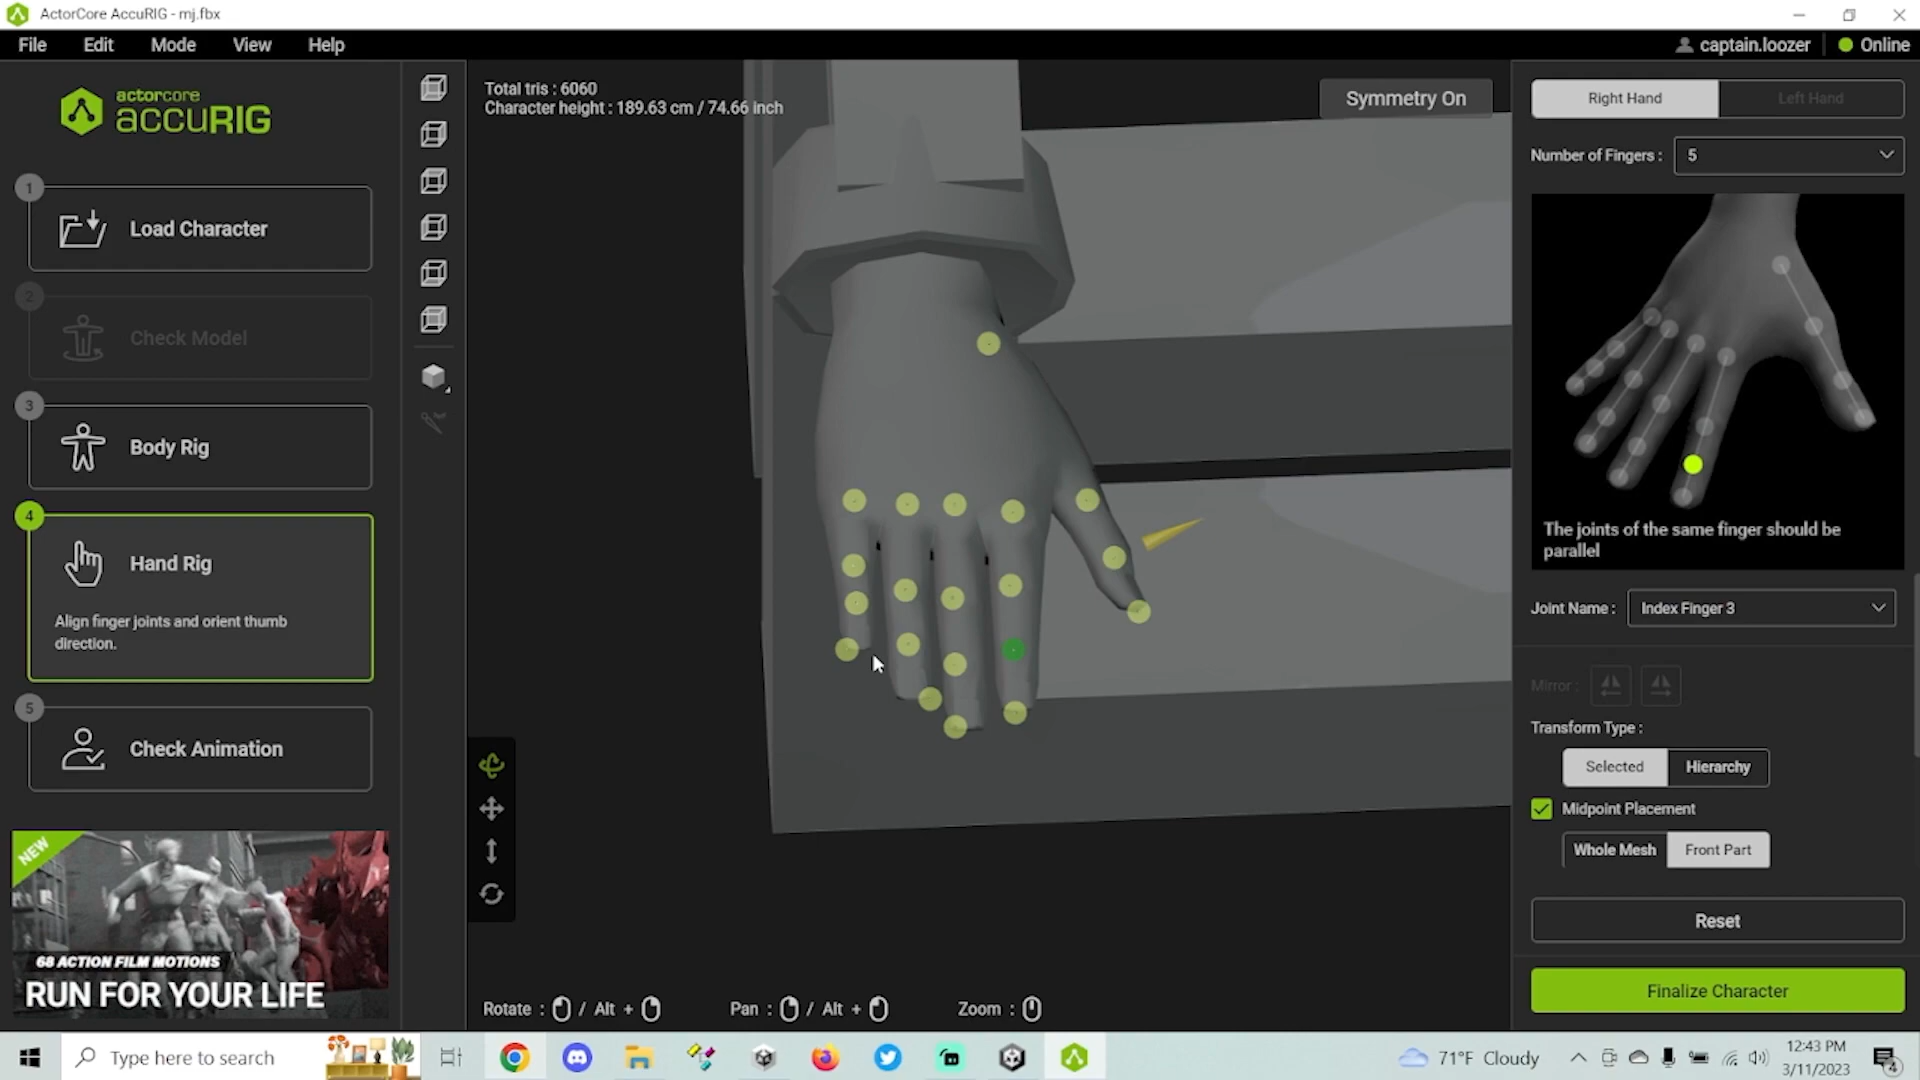 ActorCore AccuRIG - mj.fbx
File Edit Mode View Help
captain.loozer
Online
actorcore
accuRIG
1
Load Character
2
Check Model
3
Body Rig
4
Hand Rig
Align finger joints and orient thumb
direction.
5
Check Animation
NEW
68 ACTION FILM MOTIONS
RUN FOR YOUR LIFE
Total tris : 6060
Character height : 189.63 cm / 74.66 inch
Symmetry On
Rotate : / Alt + Pan : / Alt + Zoom :
Right Hand Left Hand
Number of Fingers : 5
The joints of the same finger should be
parallel
Joint Name : Index Finger 3
Mirror :
Transform Type :
Selected Hierarchy
Midpoint Placement
Whole Mesh Front Part
Reset
Finalize Character
Type here to search
71°F Cloudy
12:43 PM
3/11/2023
4